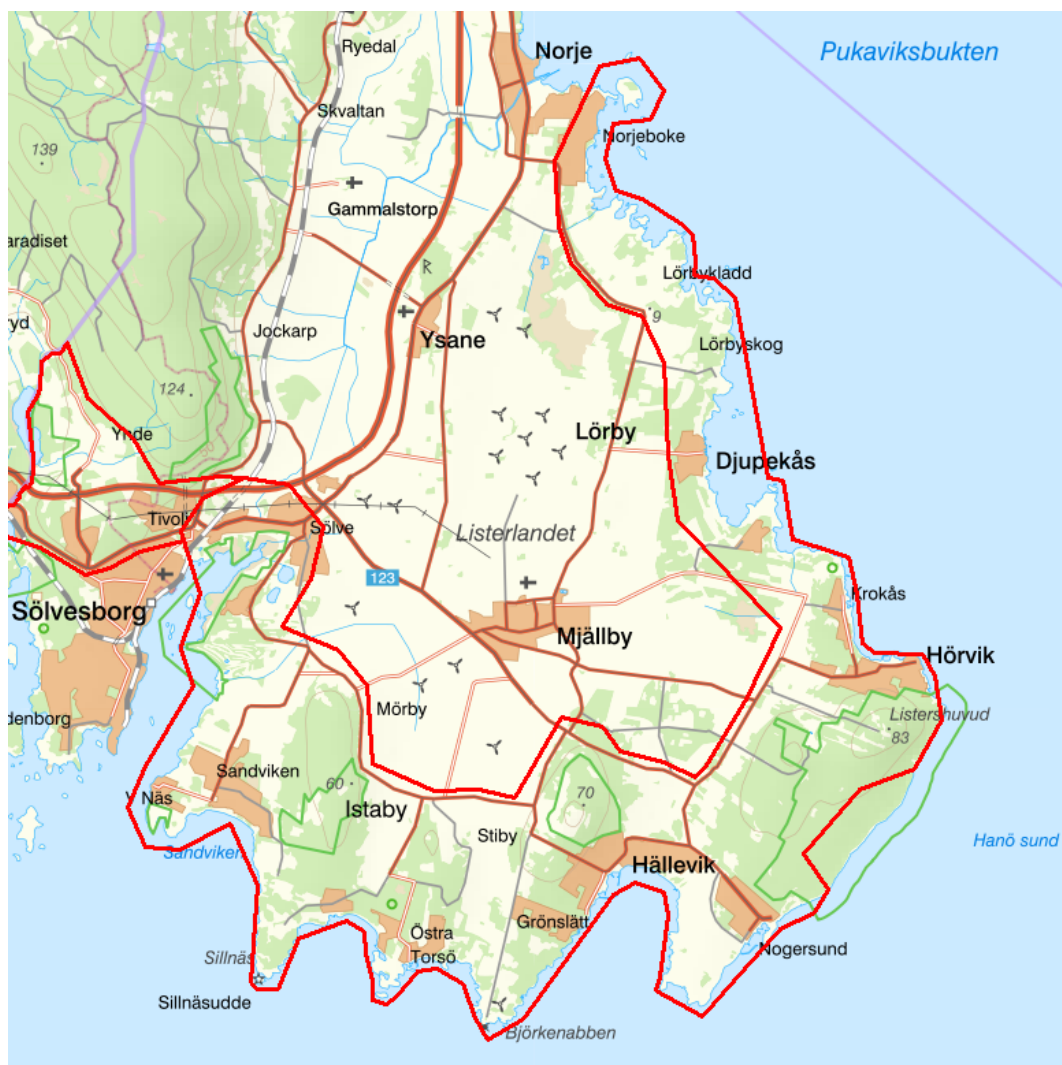 Ryedal
Norje
Pukaviksbukten
Skvaltan
139
Norjeboke
Gammalstorp
aradiset
Lörbykladd
ryd
Jockarp
9
Ysane
Lörbyskog
124
Ynde
Lörby
Djupekås
Tivoli
Sölve
Listerlandet
123
Krokås
Sölvesborg
Mjällby
Hörvik
denborg
Mörby
Listershuvud
83
Sandviken
60
V Näs
Istaby
70
Stiby
Hanö sund
Sandviken
Hällevik
Grönslätt
Östra
Torsö
Nogersund
Sillnäs
Sillnäsudde
Björkenabben